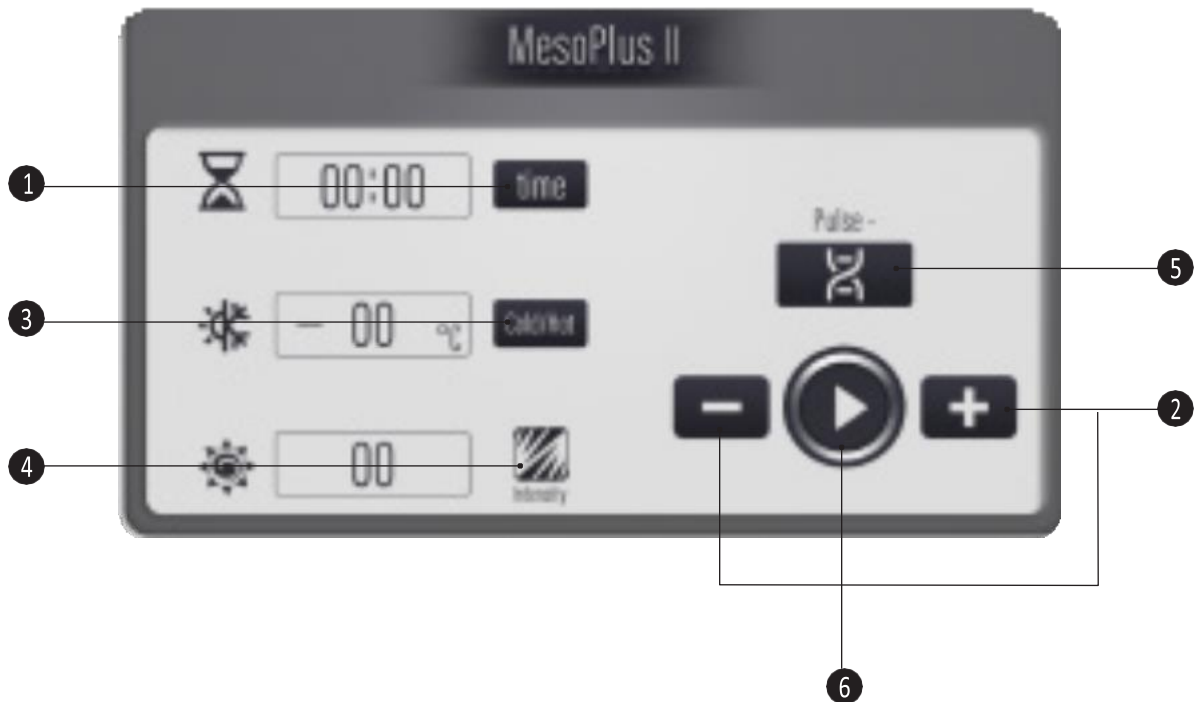 MesoPlus II
1
00:00
time
Pulse -
5
3
− 00 °C
Cold/Hot
2
4
00
Intensity
6